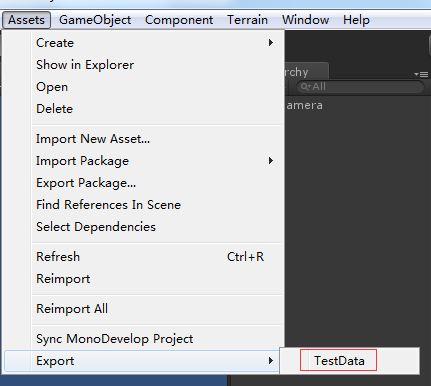 Assets GameObject Component Terrain Window Help
Create
Show in Explorer
Open
Delete
Import New Asset...
Import Package
Export Package...
Find References In Scene
Select Dependencies
Refresh Ctrl+R
Reimport
Reimport All
Sync MonoDevelop Project
Export
TestData
rchy
All
amera